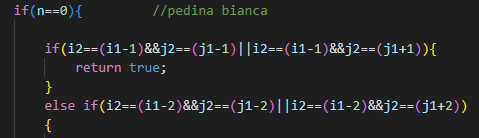 if(n==0){ //pedina bianca
if(i2==(i1-1)&&j2==(j1-1)||i2==(i1-1)&&j2==(j1+1)){
return true;
}
else if(i2==(i1-2)&&j2==(j1-2)||i2==(i1-2)&&j2==(j1+2))
{